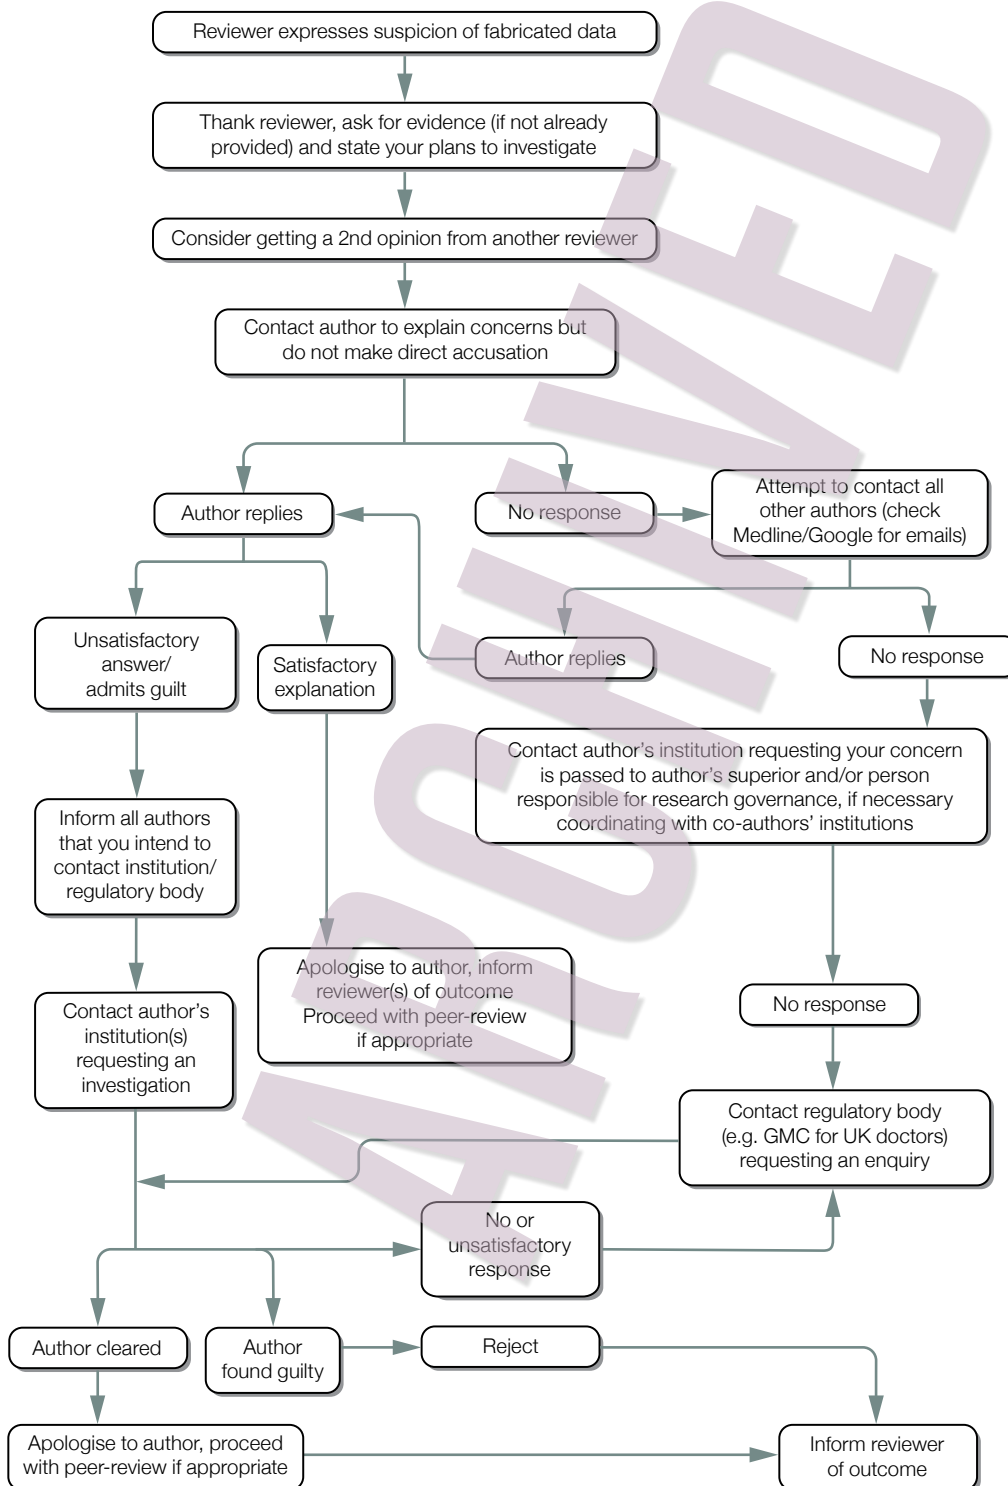 Reviewer expresses suspicion of fabricated data
Thank reviewer, ask for evidence (if not already
provided) and state your plans to investigate
Consider getting a 2nd opinion from another reviewer
Contact author to explain concerns but
do not make direct accusation
Author replies
No response
Attempt to contact all
other authors (check
Medline/Google for emails)
Unsatisfactory
answer/
admits guilt
Satisfactory
explanation
Author replies
No response
Contact author's institution requesting your concern
is passed to author's superior and/or person
responsible for research governance, if necessary
coordinating with co-authors' institutions
Inform all authors
that you intend to
contact institution/
regulatory body
Apologise to author, inform
reviewer(s) of outcome
Proceed with peer-review
if appropriate
No response
Contact author's
institution(s)
requesting an
investigation
Contact regulatory body
(e.g. GMC for UK doctors)
requesting an enquiry
No or
unsatisfactory
response
Author cleared
Author
found guilty
Reject
Apologise to author, proceed
with peer-review if appropriate
Inform reviewer
of outcome
ARCHIVED